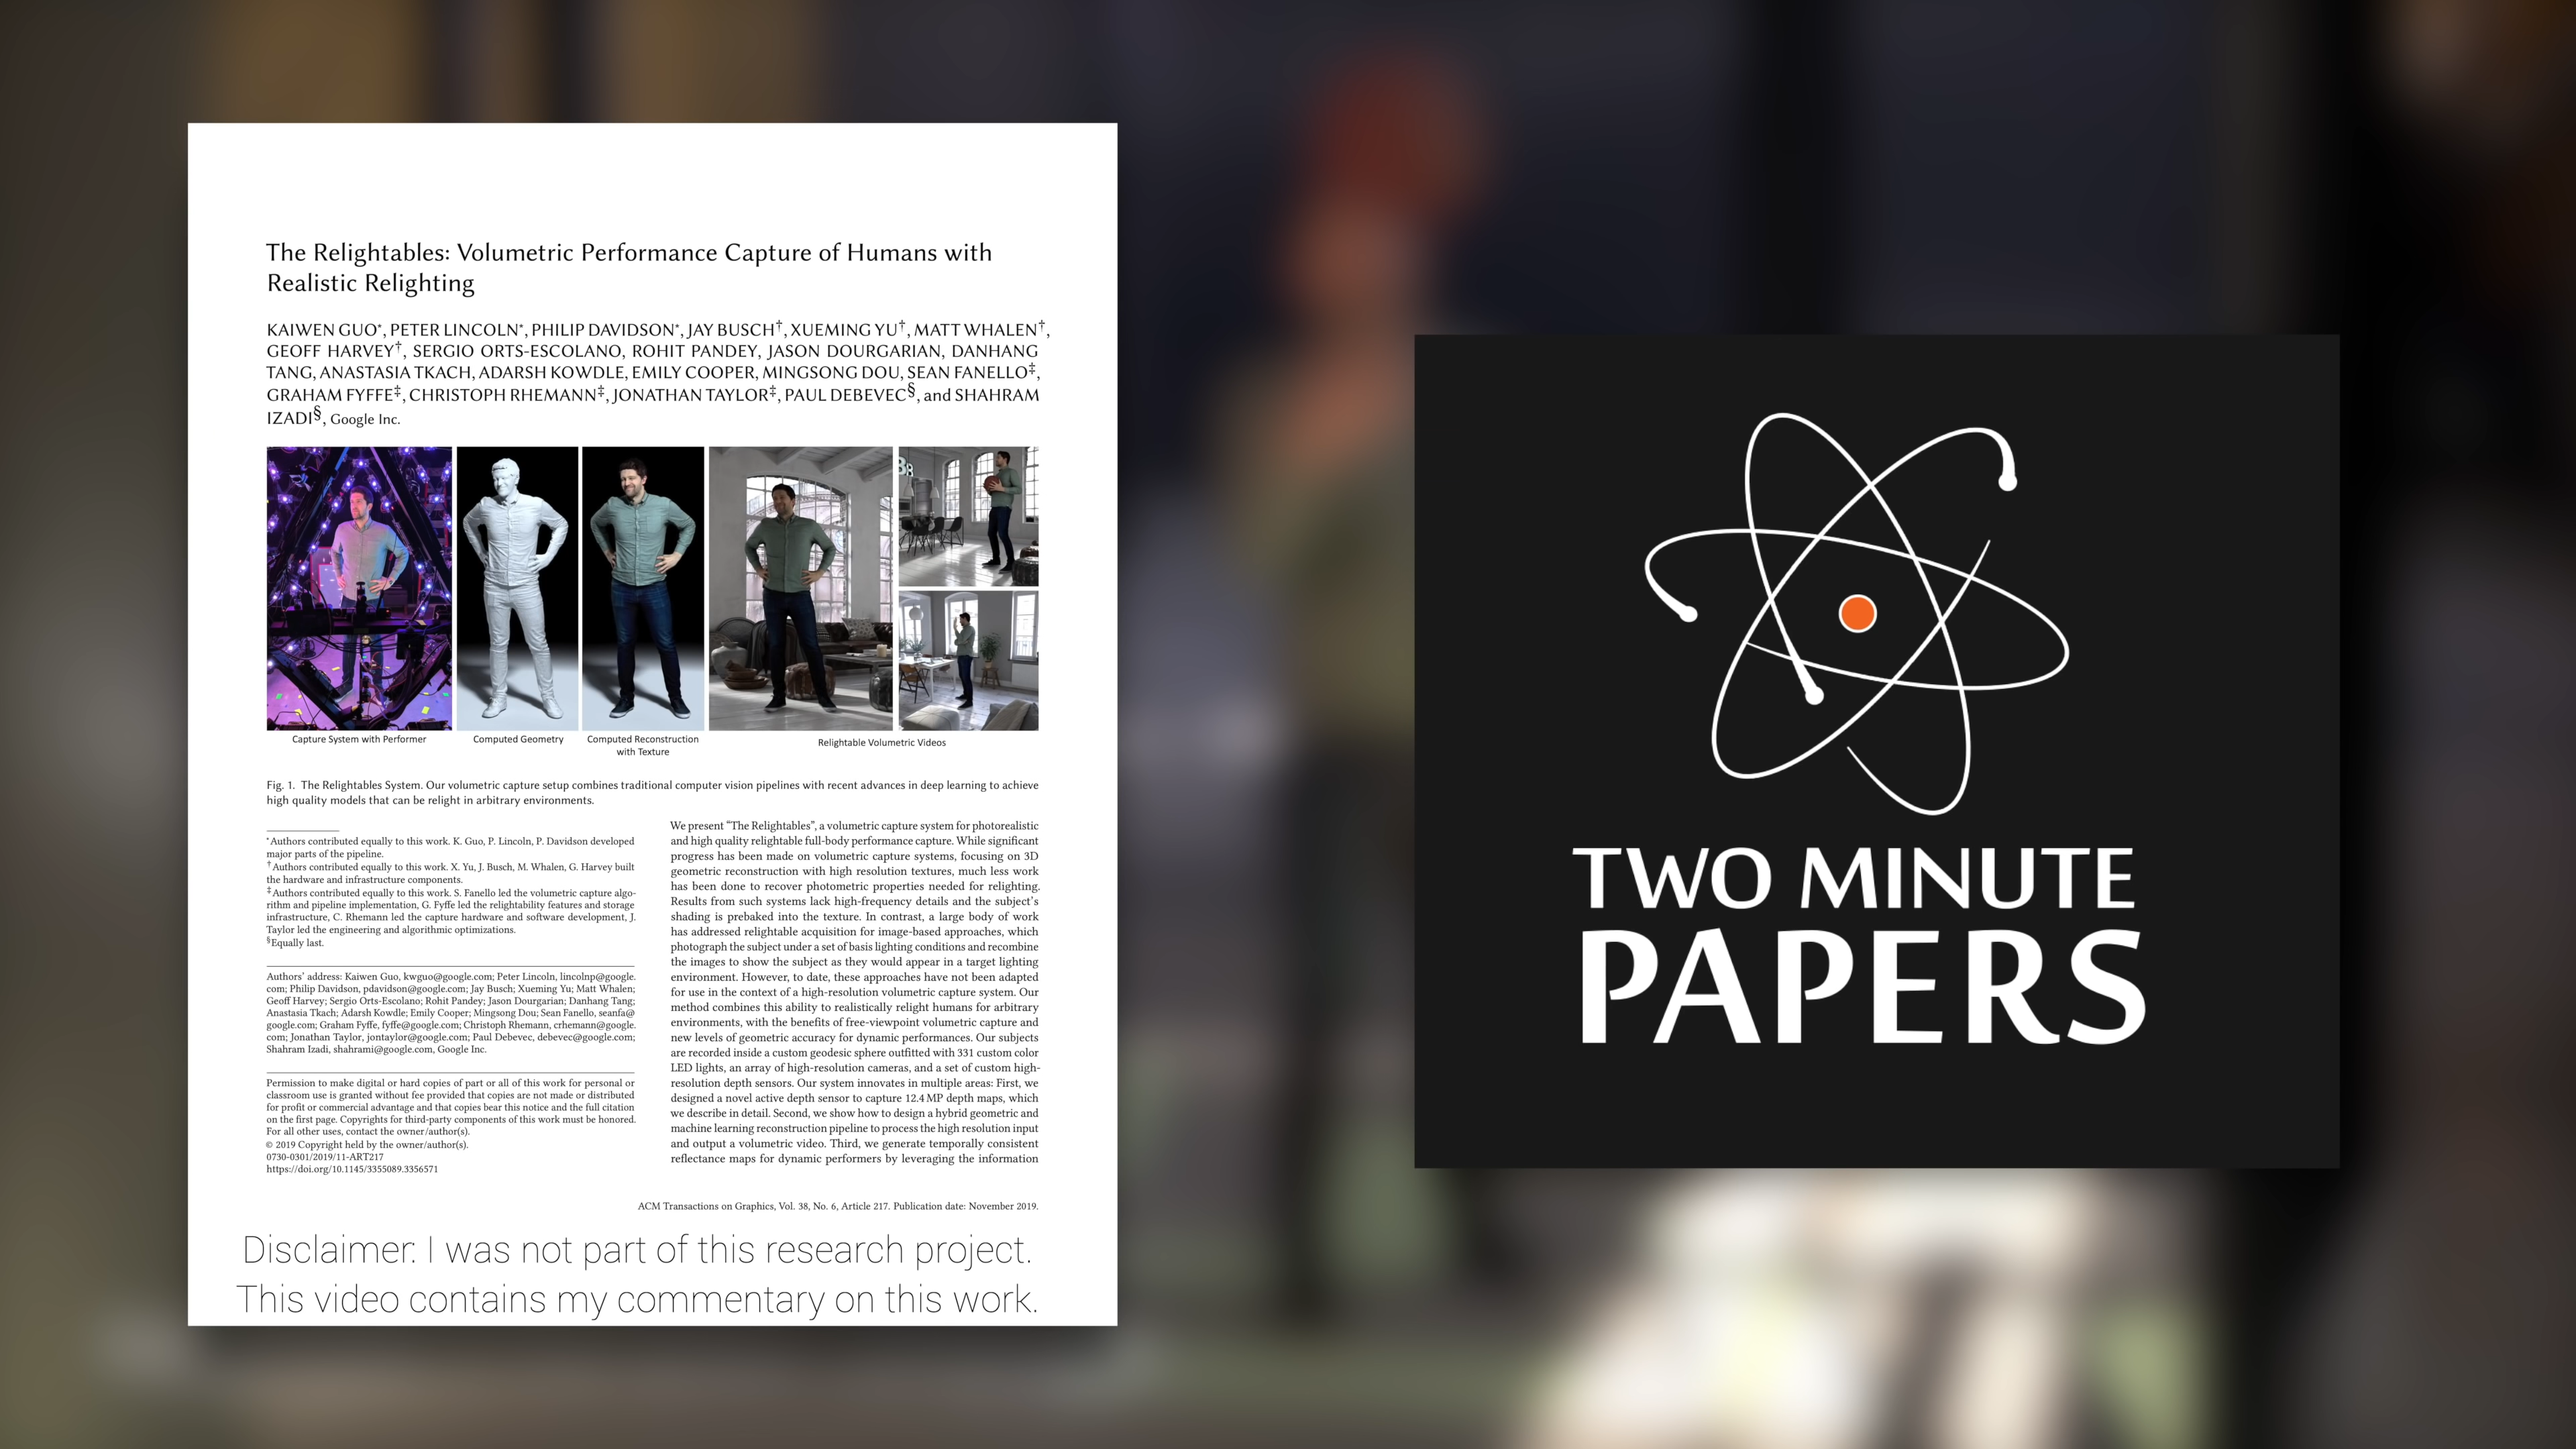 The Relightables: Volumetric Performance Capture of Humans with
Realistic Relighting
KAIWEN GUO*, PETER LINCOLN*, PHILIP DAVIDSON*, JAY BUSCH†, XUEMING YU†, MATT WHALEN†,
GEOFF HARVEY†, SERGIO ORTS-ESCOLANO, ROHIT PANDEY, JASON DOURGARIAN, DANHANG
TANG, ANASTASIA TKACH, ADARSH KOWDLE, EMILY COOPER, MINGSONG DOU, SEAN FANELLO‡,
GRAHAM FYFFE‡, CHRISTOPH RHEMANN‡, JONATHAN TAYLOR‡, PAUL DEBEVEC§, and SHAHRAM
IZADI§, Google Inc.
Capture System with Performer
Computed Geometry
Computed Reconstruction
with Texture
Relightable Volumetric Videos
Fig. 1. The Relightables System. Our volumetric capture setup combines traditional computer vision pipelines with recent advances in deep learning to achieve
high quality models that can be relight in arbitrary environments.
*Authors contributed equally to this work. K. Guo, P. Lincoln, P. Davidson developed
major parts of the pipeline.
†Authors contributed equally to this work. X. Yu, J. Busch, M. Whalen, G. Harvey built
the hardware and infrastructure components.
‡Authors contributed equally to this work. S. Fanello led the volumetric capture algo-
rithm and pipeline implementation, G. Fyffe led the relightability features and storage
infrastructure, C. Rhemann led the capture hardware and software development, J.
Taylor led the engineering and algorithmic optimizations.
§Equally last.
Authors' address: Kaiwen Guo, kwguo@google.com; Peter Lincoln, lincolnp@google.
com; Philip Davidson, pdavidson@google.com; Jay Busch; Xueming Yu; Matt Whalen;
Geoff Harvey; Sergio Orts-Escolano; Rohit Pandey; Jason Dourgarian; Danhang Tang;
Anastasia Tkach; Adarsh Kowdle; Emily Cooper; Mingsong Dou; Sean Fanello, seanfa@
google.com; Graham Fyffe, fyffe@google.com; Christoph Rhemann, crhemann@google.
com; Jonathan Taylor, jontaylor@google.com; Paul Debevec, debevec@google.com;
Shahram Izadi, shahrami@google.com, Google Inc.
Permission to make digital or hard copies of part or all of this work for personal or
classroom use is granted without fee provided that copies are not made or distributed
for profit or commercial advantage and that copies bear this notice and the full citation
on the first page. Copyrights for third-party components of this work must be honored.
For all other uses, contact the owner/author(s).
© 2019 Copyright held by the owner/author(s).
0730-0301/2019/11-ART217
https://doi.org/10.1145/3355089.3356571
We present "The Relightables", a volumetric capture system for photorealistic
and high quality relightable full-body performance capture. While significant
progress has been made on volumetric capture systems, focusing on 3D
geometric reconstruction with high resolution textures, much less work
has been done to recover photometric properties needed for relighting.
Results from such systems lack high-frequency details and the subject's
shading is prebaked into the texture. In contrast, a large body of work
has addressed relightable acquisition for image-based approaches, which
photograph the subject under a set of basis lighting conditions and recombine
the images to show the subject as they would appear in a target lighting
environment. However, to date, these approaches have not been adapted
for use in the context of a high-resolution volumetric capture system. Our
method combines this ability to realistically relight humans for arbitrary
environments, with the benefits of free-viewpoint volumetric capture and
new levels of geometric accuracy for dynamic performances. Our subjects
are recorded inside a custom geodesic sphere outfitted with 331 custom color
LED lights, an array of high-resolution cameras, and a set of custom high-
resolution depth sensors. Our system innovates in multiple areas: First, we
designed a novel active depth sensor to capture 12.4 MP depth maps, which
we describe in detail. Second, we show how to design a hybrid geometric and
machine learning reconstruction pipeline to process the high resolution input
and output a volumetric video. Third, we generate temporally consistent
reflectance maps for dynamic performers by leveraging the information
ACM Transactions on Graphics, Vol. 38, No. 6, Article 217. Publication date: November 2019.
Disclaimer: I was not part of this research project.
This video contains my commentary on this work.
TWO MINUTE
PAPERS